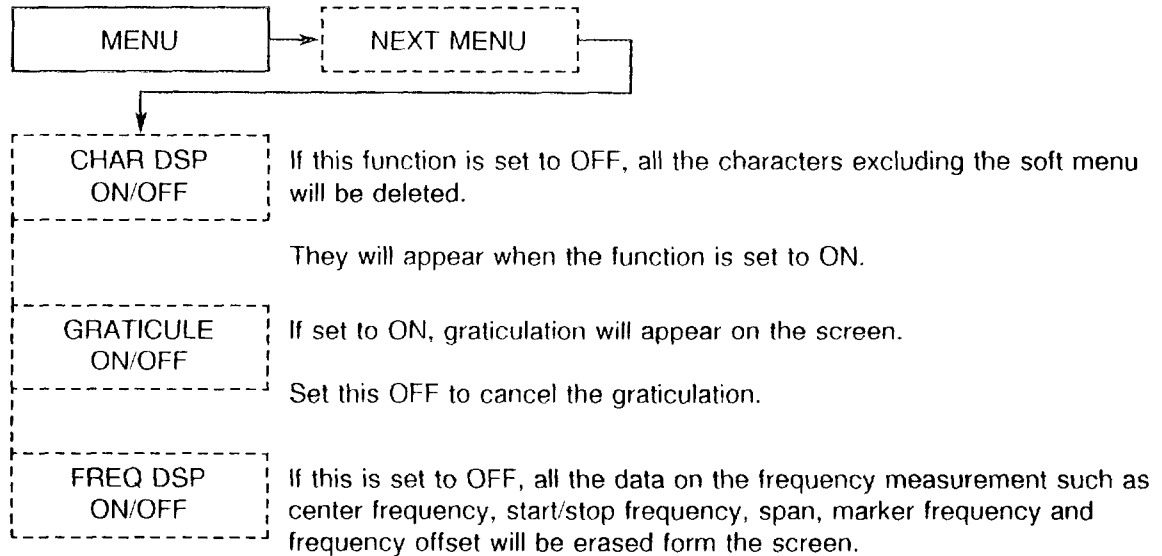 MENU
NEXT MENU
CHAR DSP
ON/OFF
If this function is set to OFF, all the characters excluding the soft menu
will be deleted.
They will appear when the function is set to ON.
GRATICULE
ON/OFF
If set to ON, graticulation will appear on the screen.
Set this OFF to cancel the graticulation.
FREQ DSP
ON/OFF
If this is set to OFF, all the data on the frequency measurement such as
center frequency, start/stop frequency, span, marker frequency and
frequency offset will be erased form the screen.